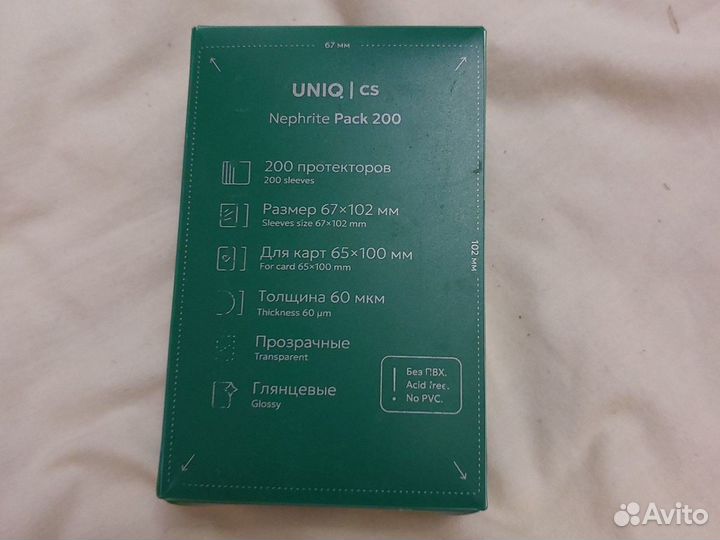 67 мм
UNIQ | CS
Nephrite Pack 200
200 протекторов
200 sleeves
Размер 67×102 мм
Sleeves size 67×102 mm
Для карт 65×100 мм
For card 65×100 mm
102 мм
Толщина 60 мкм
Thickness 60 µm
Прозрачные
Transparent
Глянцевые
Glossy
Без ПВХ.
Acid free.
No PVC.
Avito